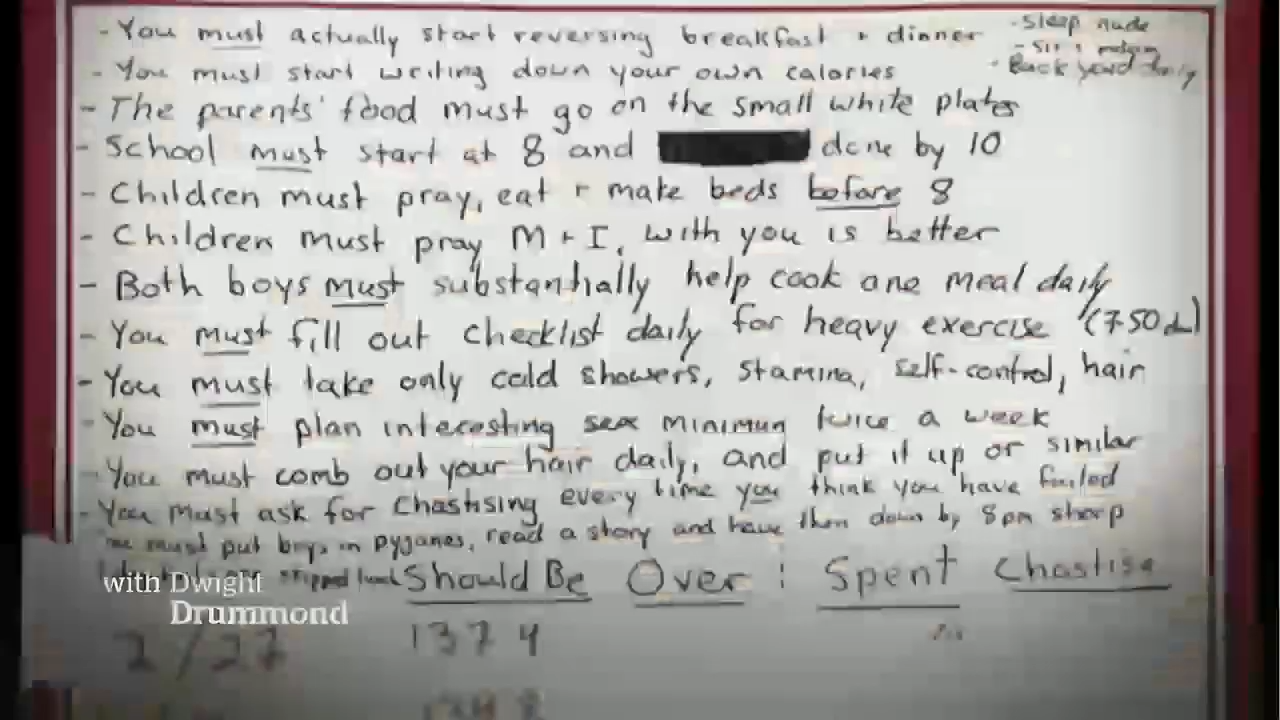 - You must actually start reversing breakfast + dinner
- Sleep nude
- You must start writing down your own calories
- Back yard daily
- The parents' food must go on the small white plates
- School must start at 8 and done by 10
- Children must pray, eat + make beds before 8
- Children must pray M + I, with you is better
- Both boys must substantially help cook one meal daily
- You must fill out checklist daily for heavy exercise (750
- You must take only cold showers, stamina, self-control, hair
- You must plan interesting sex minimum twice a week
- You must comb out your hair daily, and put it up or similar
- You must ask for chastising every time you think you have failed
must put boys in pyjames, read a story and have them down by 8pm sharp
Should Be Over : Spent Chastise
with Dwight
Drummond
2/27 1374